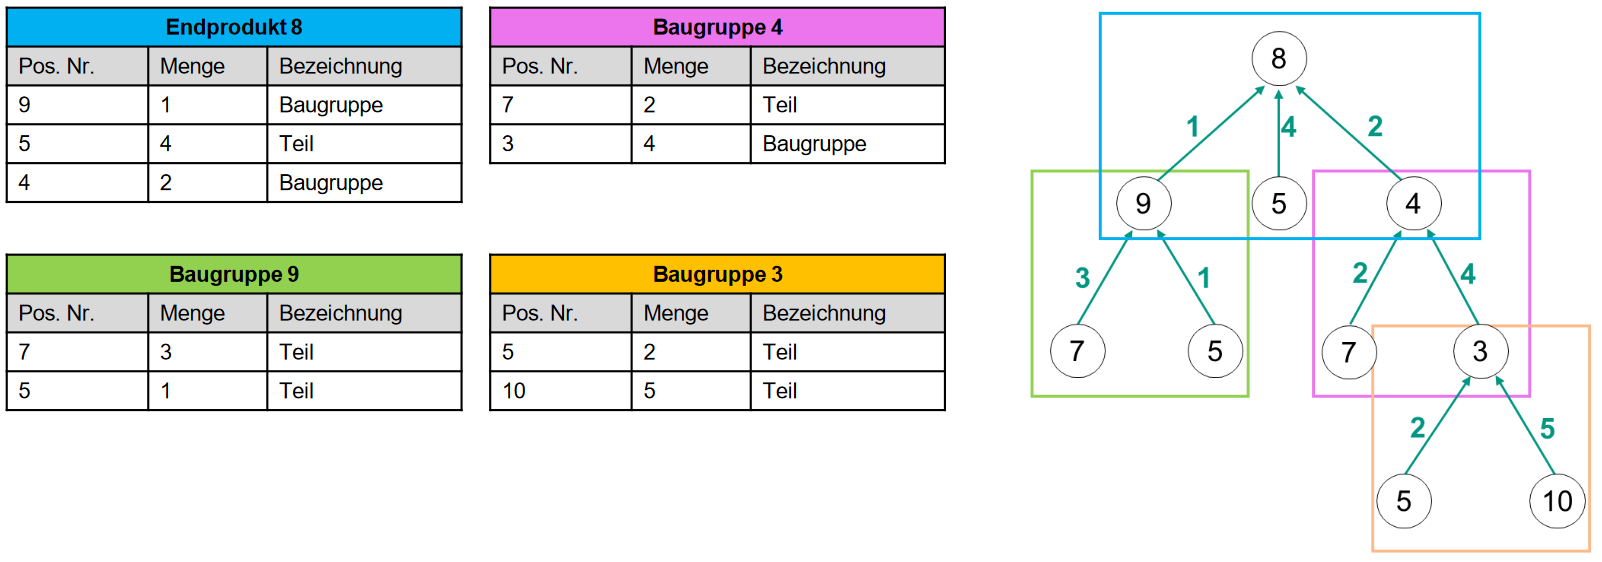 Endprodukt 8
Pos. Nr. Menge Bezeichnung
9 1 Baugruppe
5 4 Teil
4 2 Baugruppe
Baugruppe 4
Pos. Nr. Menge Bezeichnung
7 2 Teil
3 4 Baugruppe
Baugruppe 9
Pos. Nr. Menge Bezeichnung
7 3 Teil
5 1 Teil
Baugruppe 3
Pos. Nr. Menge Bezeichnung
5 2 Teil
10 5 Teil
8
1 4 2
9 5 4
3 1 2 4
7 5 7 3
2 5
5 10